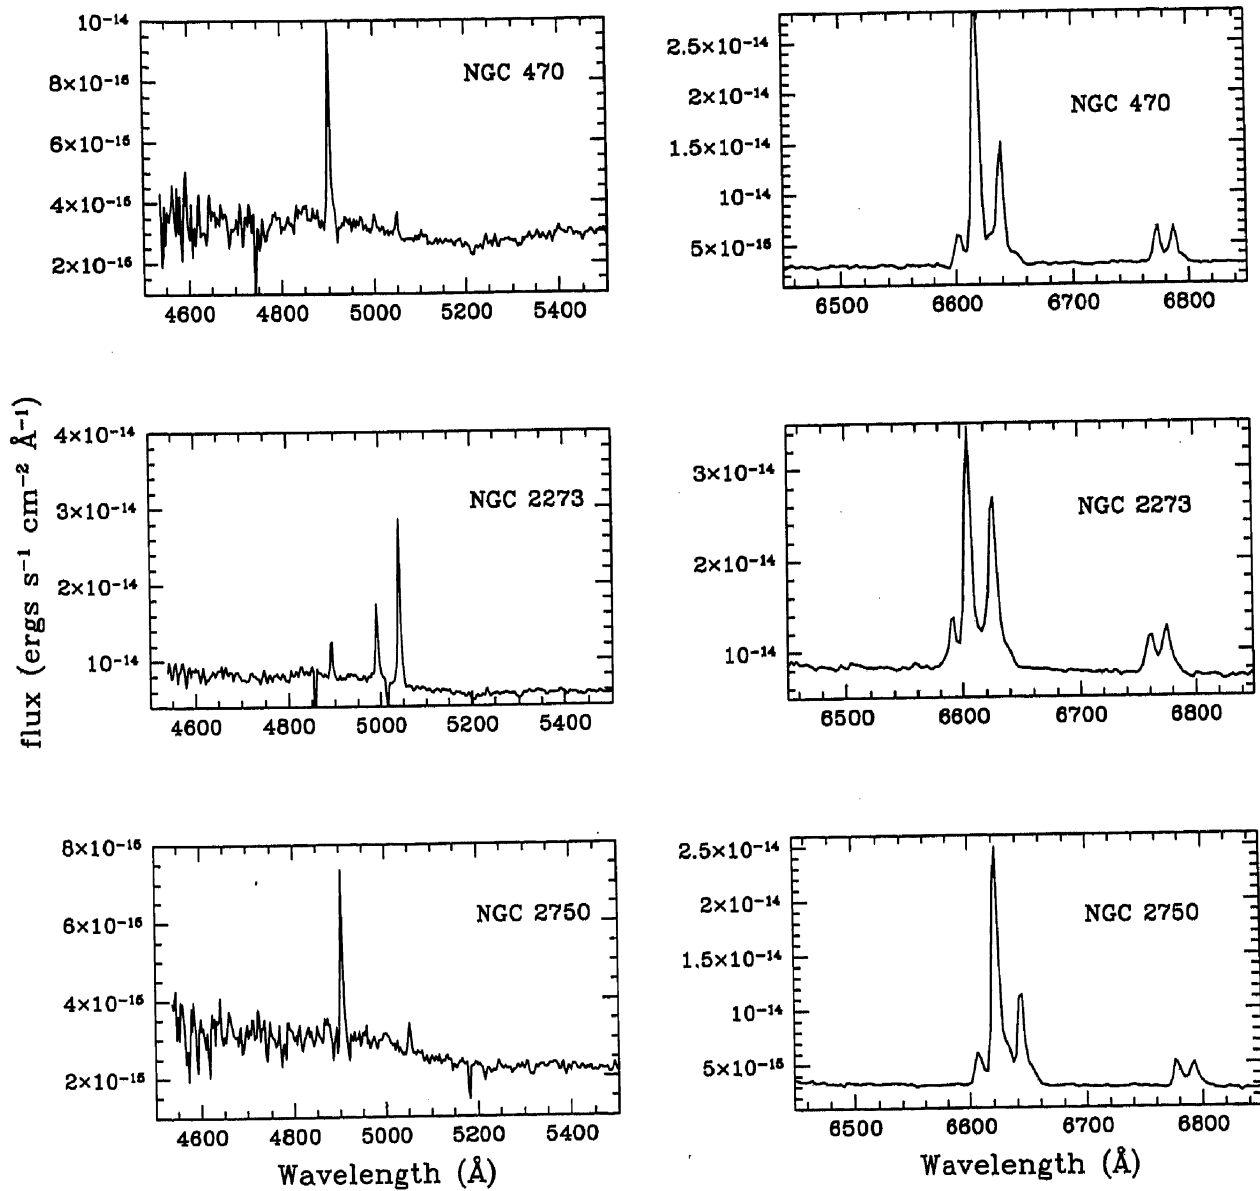 10⁻¹⁴
8×10⁻¹⁵
6×10⁻¹⁵
4×10⁻¹⁵
2×10⁻¹⁵
NGC 470
4600 4800 5000 5200 5400
2.5×10⁻¹⁴
2×10⁻¹⁴
1.5×10⁻¹⁴
10⁻¹⁴
5×10⁻¹⁵
NGC 470
6500 6600 6700 6800
flux (ergs s⁻¹ cm⁻² Å⁻¹)
4×10⁻¹⁴
3×10⁻¹⁴
2×10⁻¹⁴
10⁻¹⁴
NGC 2273
4600 4800 5000 5200 5400
3×10⁻¹⁴
2×10⁻¹⁴
10⁻¹⁴
NGC 2273
6500 6600 6700 6800
8×10⁻¹⁵
6×10⁻¹⁵
4×10⁻¹⁵
2×10⁻¹⁵
NGC 2750
4600 4800 5000 5200 5400
Wavelength (Å)
2.5×10⁻¹⁴
2×10⁻¹⁴
1.5×10⁻¹⁴
10⁻¹⁴
5×10⁻¹⁵
NGC 2750
6500 6600 6700 6800
Wavelength (Å)